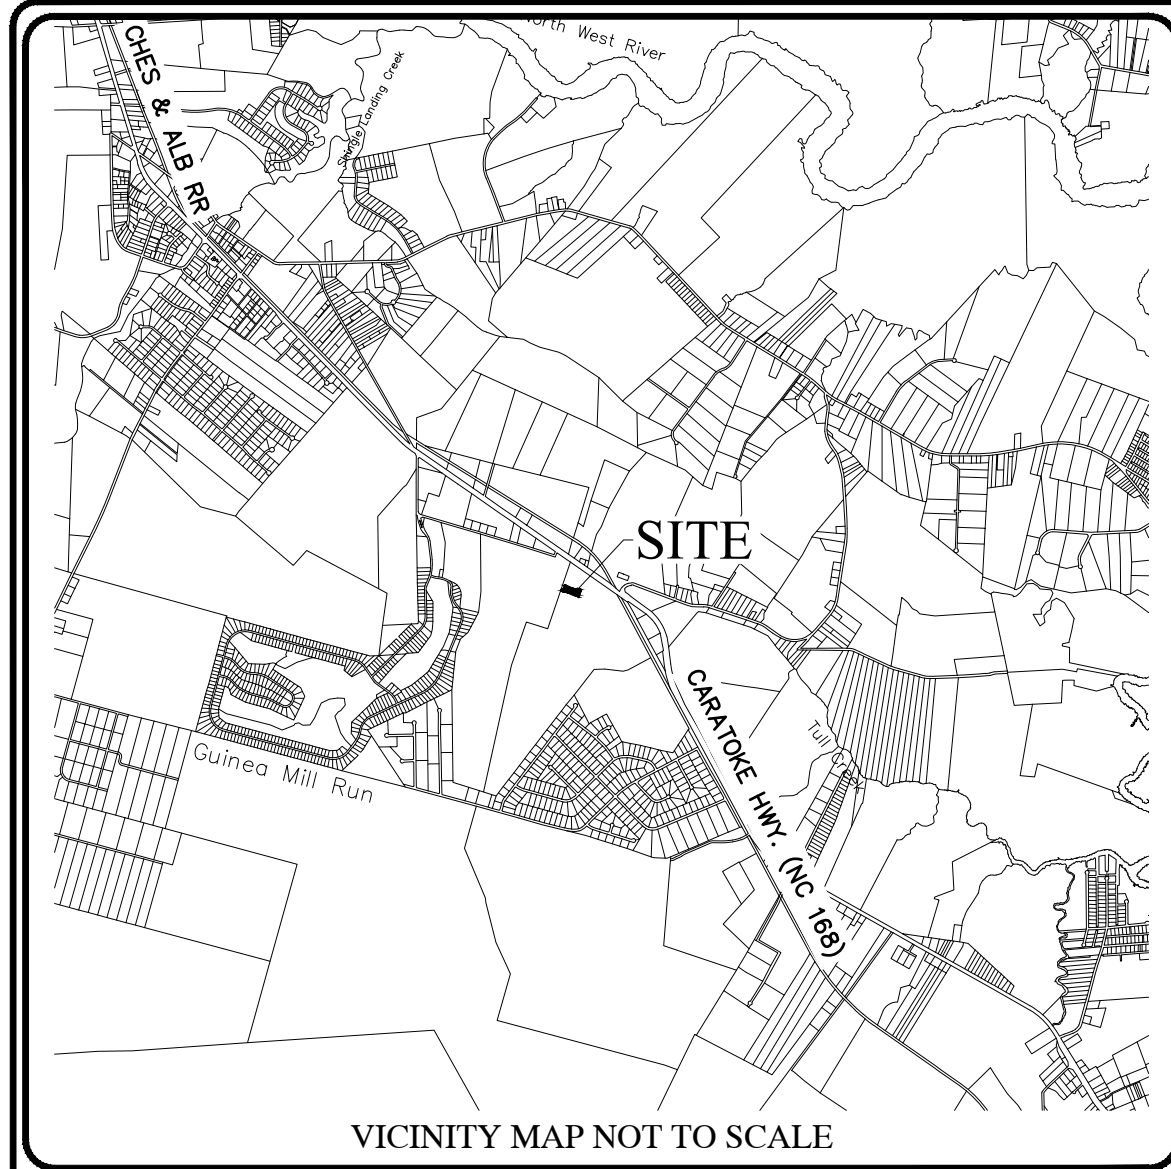 North West River
CHES & ALB RR
Shingle Landing Creek
SITE
CARATOKE HWY. (NC 168)
Tull
Guinea Mill Run
VICINITY MAP NOT TO SCALE